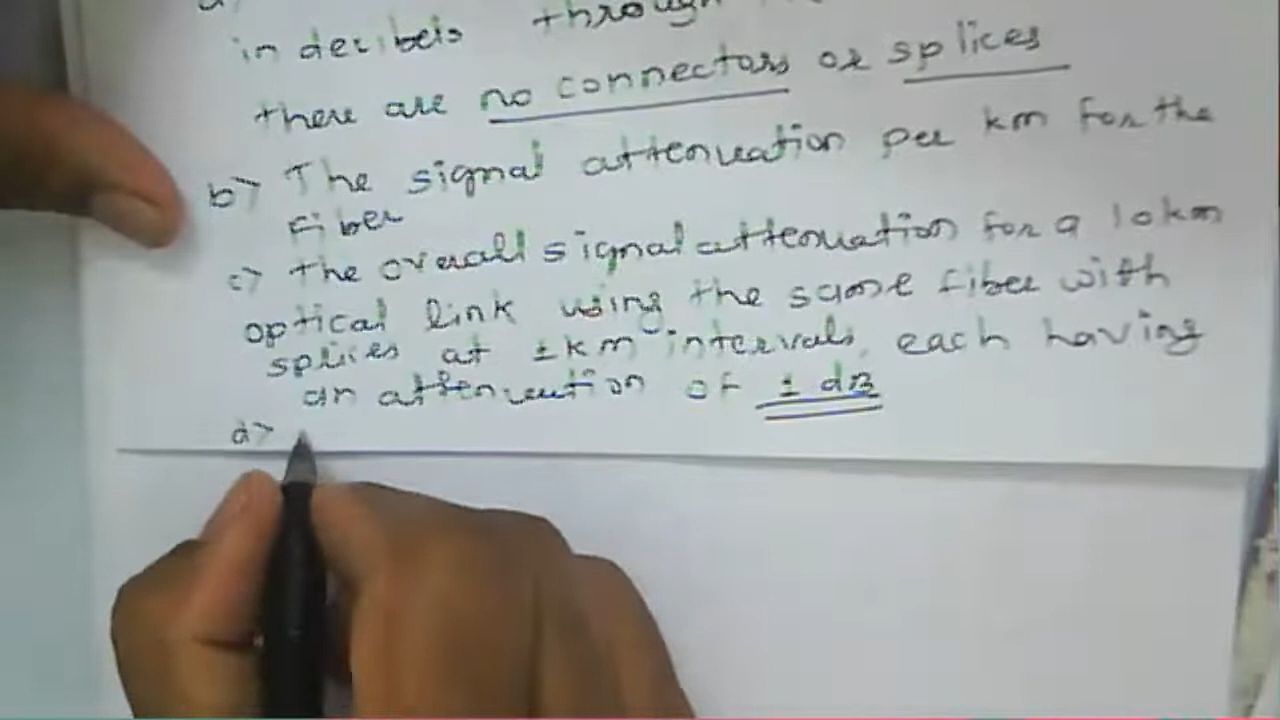 in decibels through
there are no connectors or splices
b> The signal attenuation per km for the
fiber
c> the overall signal attenuation for a 10km
optical link using the same fiber with
splices at 1km intervals, each having
an attenuation of 1 dB
d>